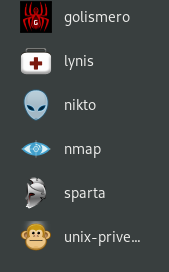 golismero
lynis
nikto
nmap
sparta
unix-prive...